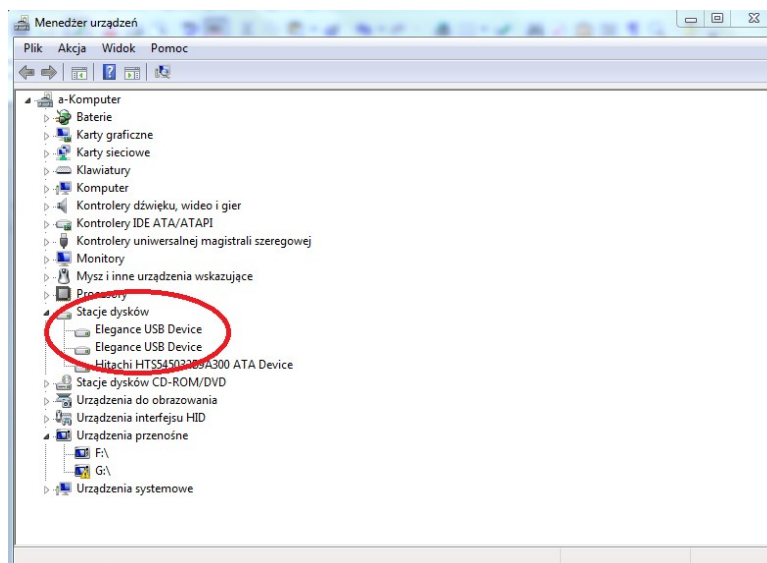 Menedżer urządzeń
Plik Akcja Widok Pomoc
a-Komputer
Baterie
Karty graficzne
Karty sieciowe
Klawiatury
Komputer
Kontrolery dźwięku, wideo i gier
Kontrolery IDE ATA/ATAPI
Kontrolery uniwersalnej magistrali szeregowej
Monitory
Mysz i inne urządzenia wskazujące
Procesory
Stacje dysków
Elegance USB Device
Elegance USB Device
Hitachi HTS545032B9A300 ATA Device
Stacje dysków CD-ROM/DVD
Urządzenia do obrazowania
Urządzenia interfejsu HID
Urządzenia przenośne
F:\
G:\
Urządzenia systemowe